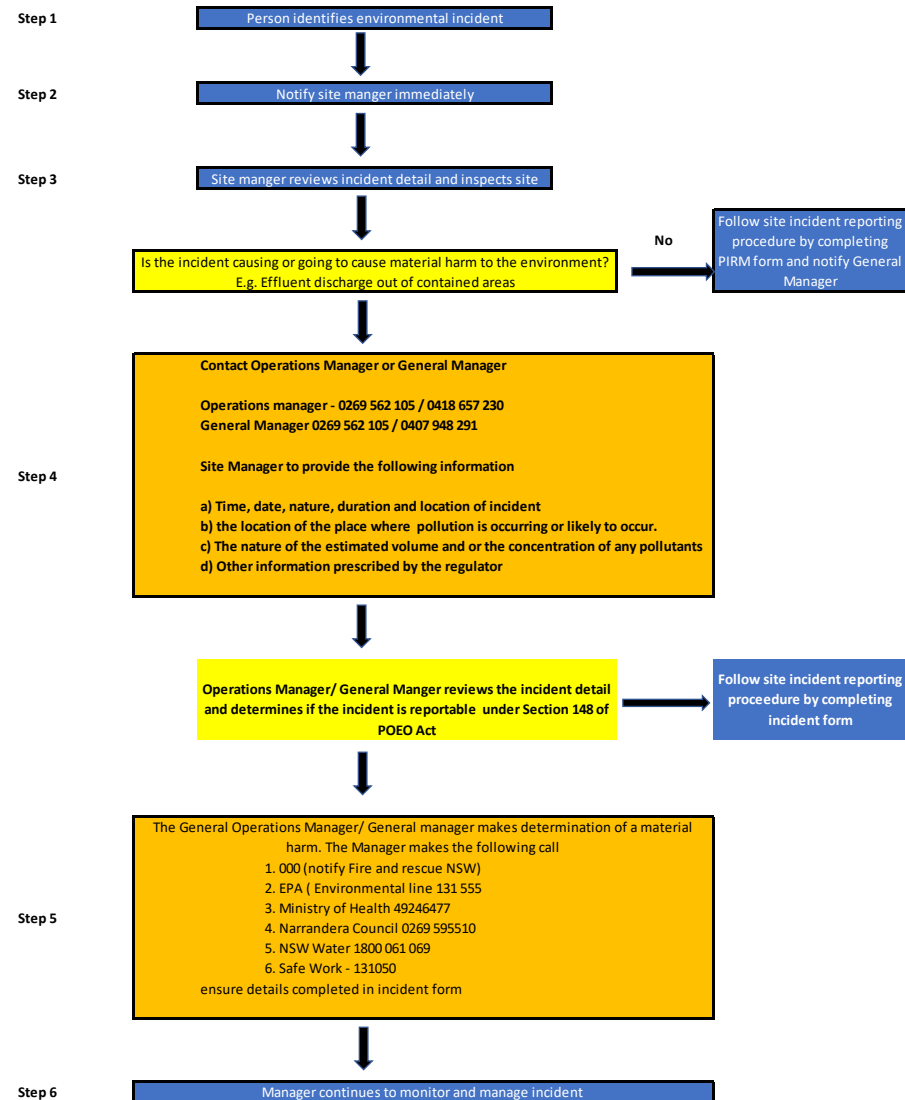 Step 1
Person identifies environmental incident
Step 2
Notify site manger immediately
Step 3
Site manger reviews incident detail and inspects site
Is the incident causing or going to cause material harm to the environment?
E.g. Effluent discharge out of contained areas
No
Follow site incident reporting
procedure by completing
PIRM form and notify General
Manager
Step 4
Contact Operations Manager or General Manager
Operations manager - 0269 562 105 / 0418 657 230
General Manager 0269 562 105 / 0407 948 291
Site Manager to provide the following information
a) Time, date, nature, duration and location of incident
b) the location of the place where pollution is occurring or likely to occur.
c) The nature of the estimated volume and or the concentration of any pollutants
d) Other information prescribed by the regulator
Operations Manager/ General Manger reviews the incident detail
and determines if the incident is reportable under Section 148 of
POEO Act
Follow site incident reporting
proceedure by completing
incident form
Step 5
The General Operations Manager/ General manager makes determination of a material
harm. The Manager makes the following call
1. 000 (notify Fire and rescue NSW)
2. EPA ( Environmental line 131 555
3. Ministry of Health 49246477
4. Narrandera Council 0269 595510
5. NSW Water 1800 061 069
6. Safe Work - 131050
ensure details completed in incident form
Step 6
Manager continues to monitor and manage incident